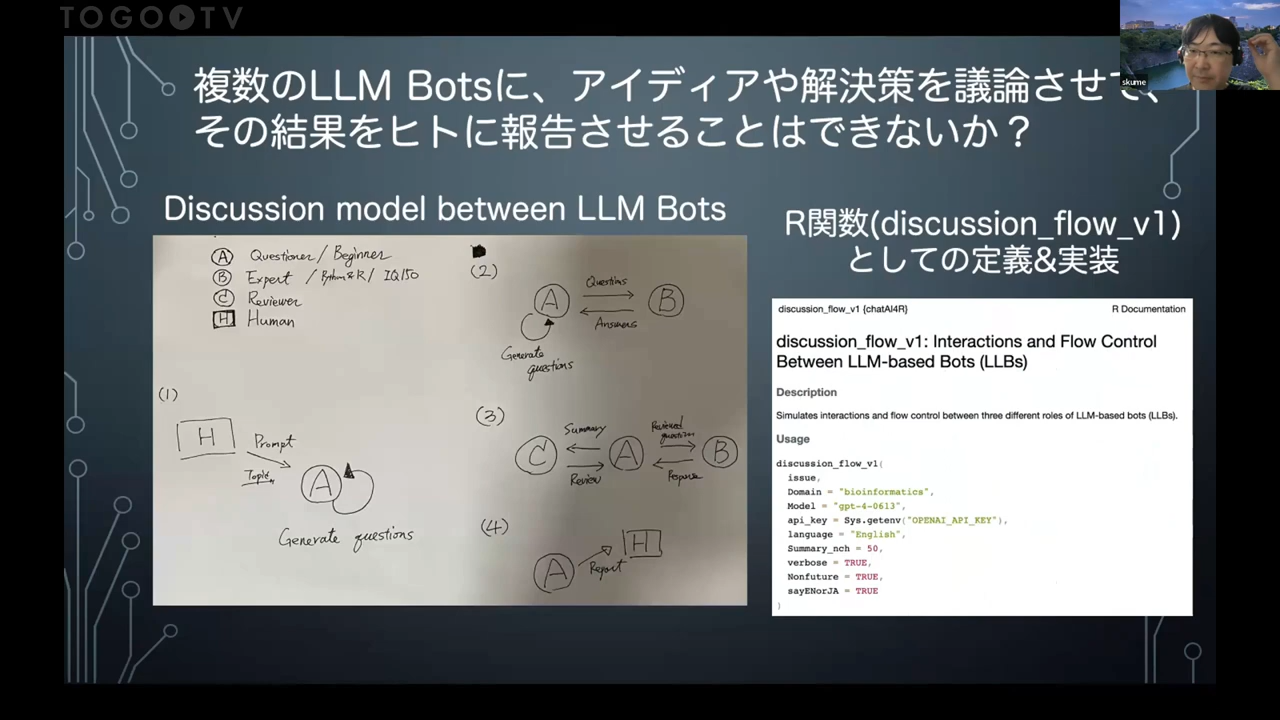 TOGO TV
skume
複数のLLM Botsに、アイディアや解決策を議論させて、
その結果をヒトに報告させることはできないか？
Discussion model between LLM Bots
A Questioner / Beginner
B Expert / Python & R / IQ150
C Reviewer
H Human
(1)
H
Prompt
Topic
A
Generate questions
(2)
A
Questions
B
Answers
Generate
questions
(3)
C
Summary
Review
A
Reviewed
question
B
Response
(4)
A
Report
H
R関数(discussion_flow_v1)
としての定義&実装
discussion_flow_v1 {chatAI4R}
R Documentation
discussion_flow_v1: Interactions and Flow Control
Between LLM-based Bots (LLBs)
Description
Simulates interactions and flow control between three different roles of LLM-based bots (LLBs).
Usage
discussion_flow_v1(
issue,
Domain = "bioinformatics",
Model = "gpt-4-0613",
api_key = Sys.getenv("OPENAI_API_KEY"),
language = "English",
Summary_nch = 50,
verbose = TRUE,
Nonfuture = TRUE,
sayENorJA = TRUE
)